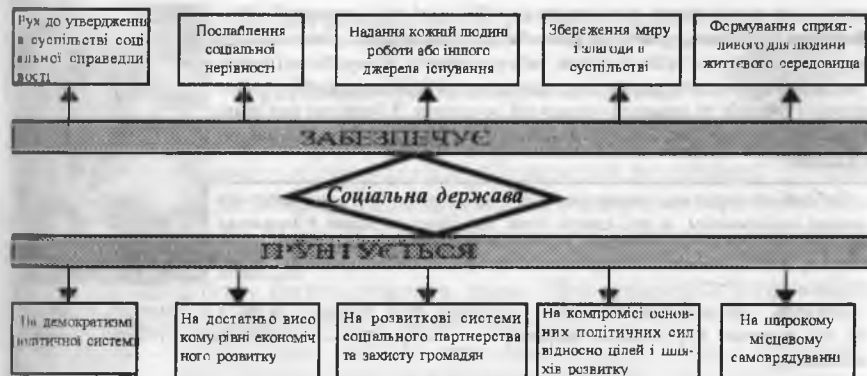 Рух до утвердження
в суспільстві соці
альної справедли
вості
Послаблення
соціальної
нерівності
Надання кожній людині
роботи або іншого
джерела існування
Збереження миру
і злагоди в
суспільстві
Формування сприят-
ливого для людини
життєвого середовища
ЗАБЕЗПЕЧУЄ
Соціальна держава
ҐРУНТУЄТЬСЯ
На демократизмі
політичної системи
На достатньо висо
кому рівні економіч
ного розвитку
На розвиткові системи
соціального партнерства
та захисту громадян
На компромісі основ-
них політичних сил
відносно цілей і шля-
хів розвитку
На широкому
місцевому
самоврядуванні